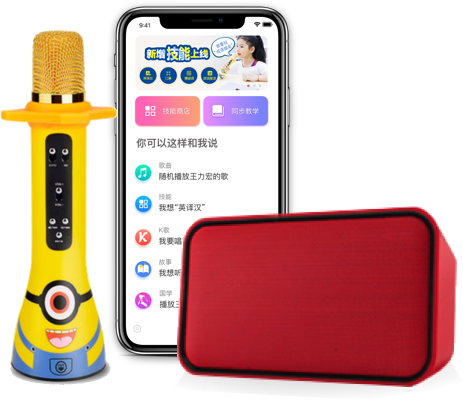 9:41
新增技能上线
技能商店
同步教学
你可以这样和我说
歌曲
随机播放王力宏的歌
技能
我想“英译汉”
K歌
我要唱
故事
我想听
国学
播放王